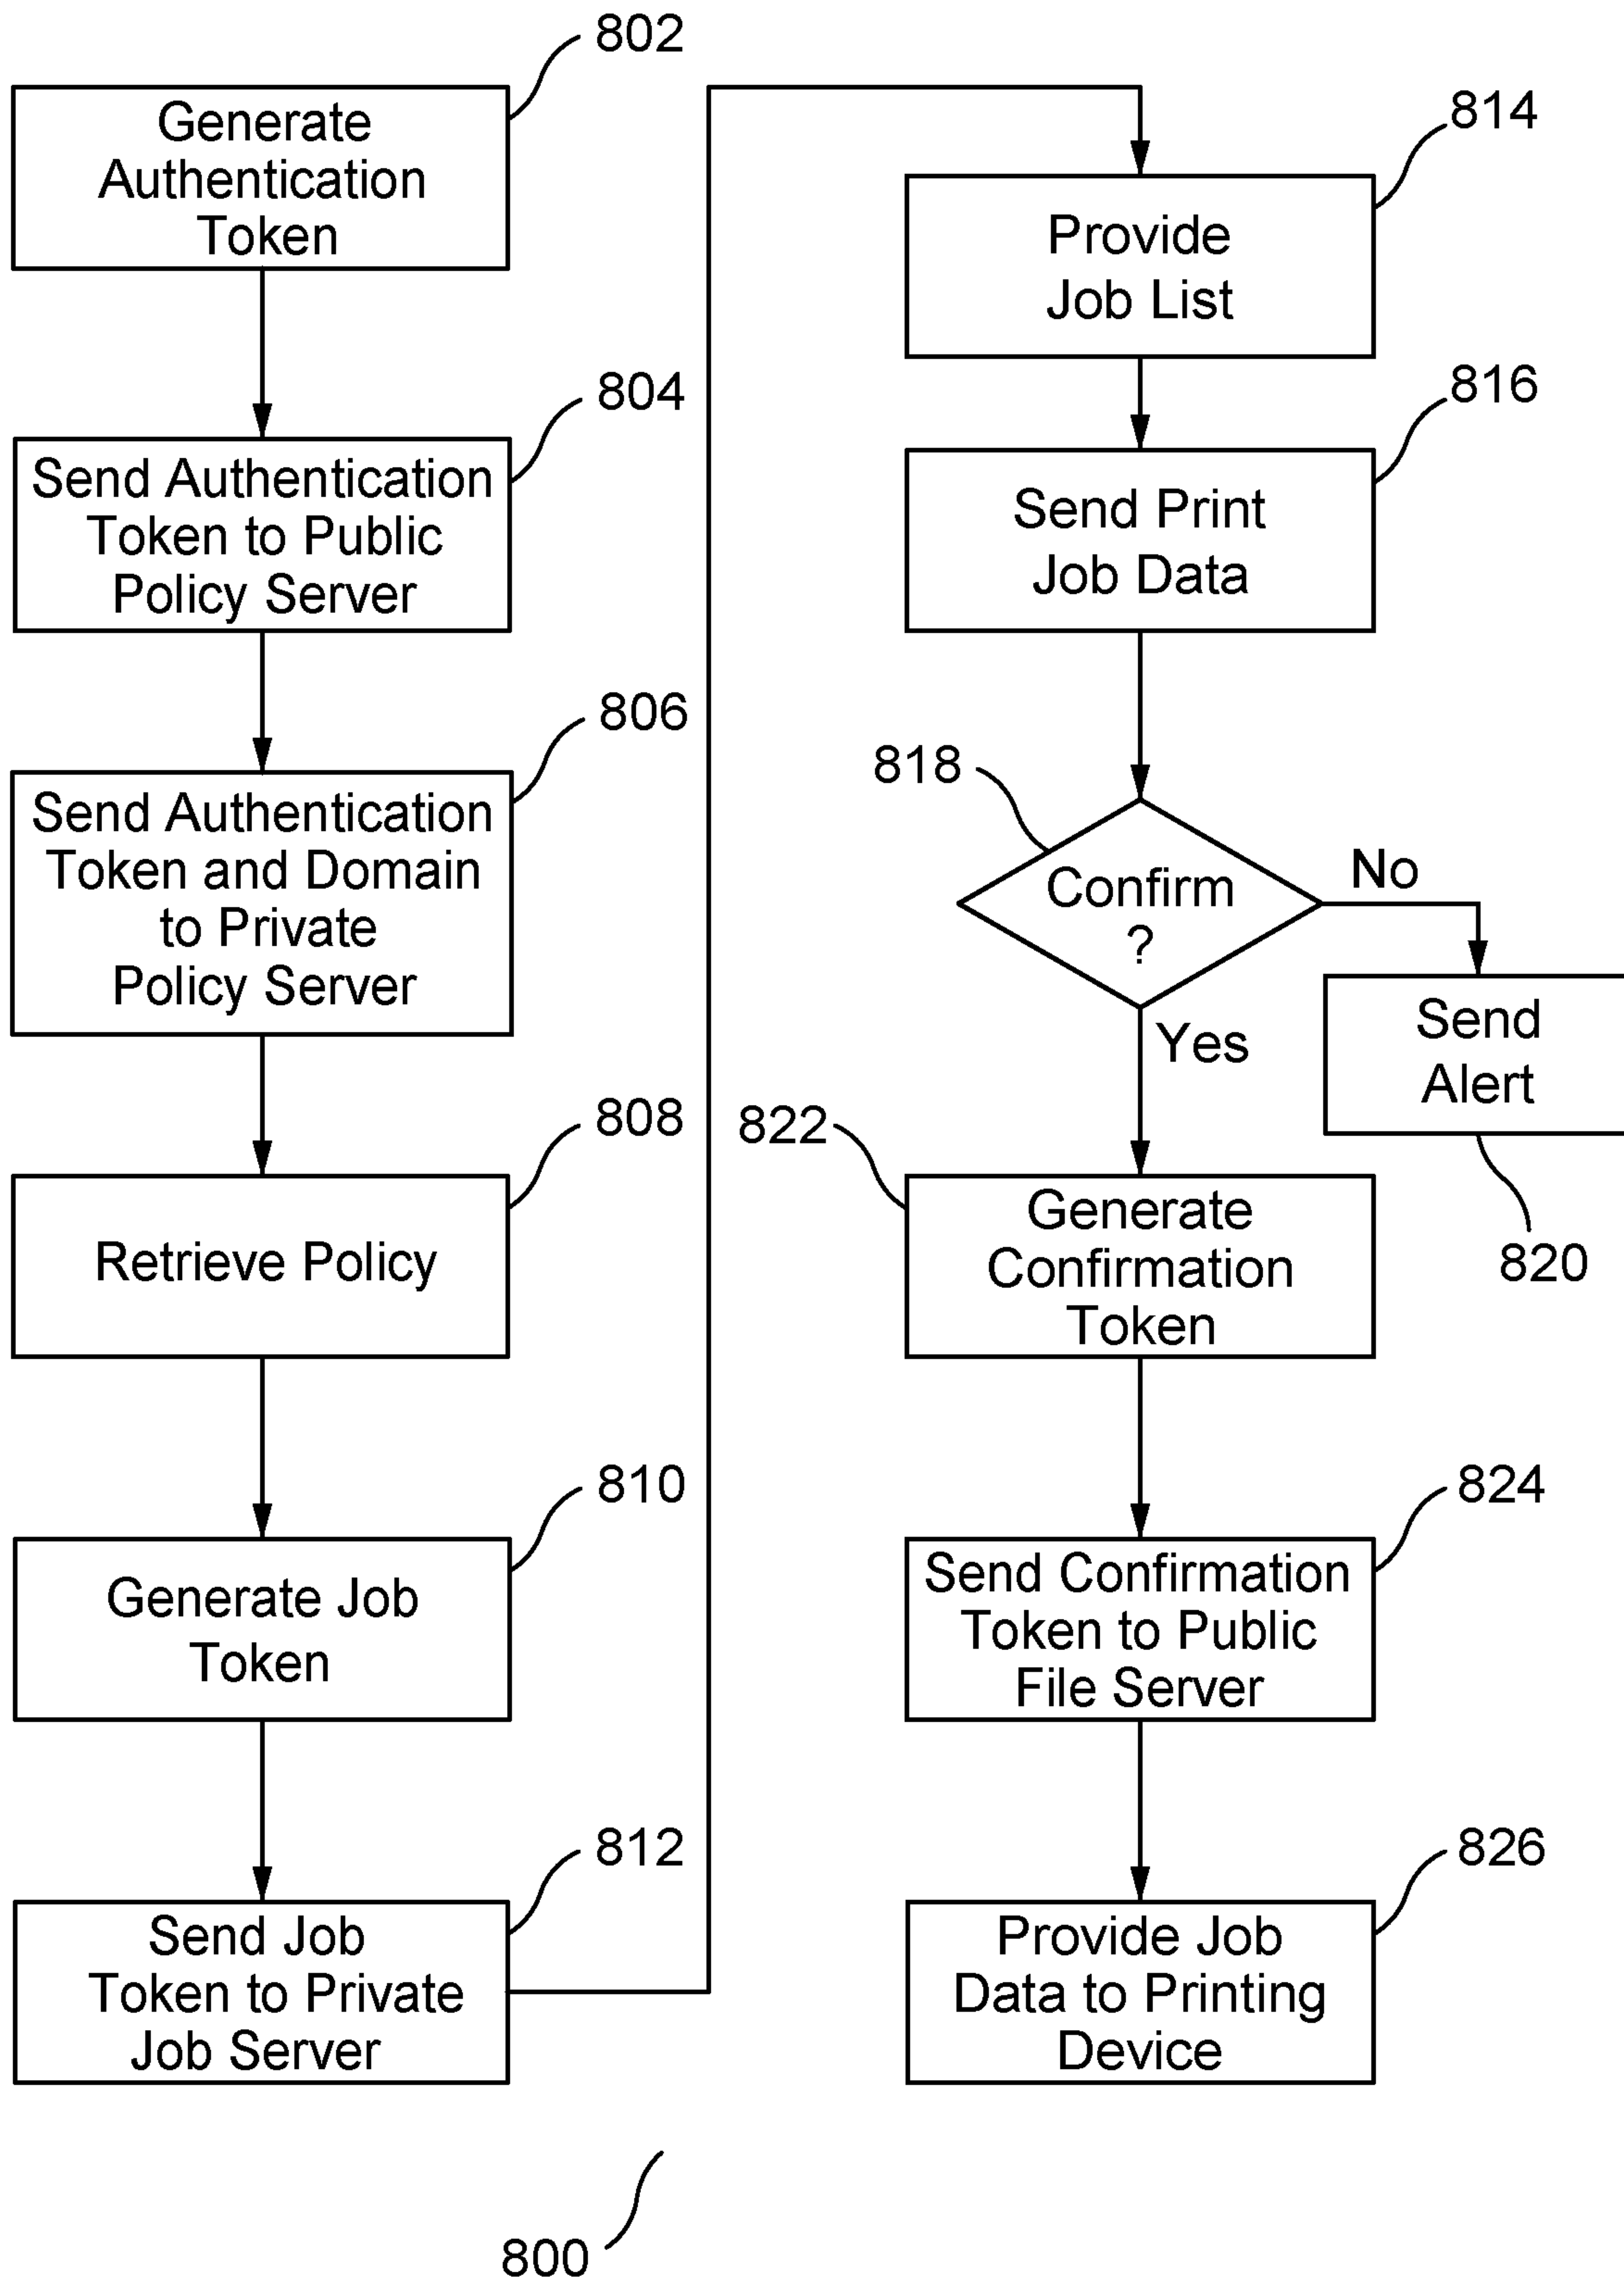 802
Generate
Authentication
Token
804
Send Authentication
Token to Public
Policy Server
806
Send Authentication
Token and Domain
to Private
Policy Server
808
Retrieve Policy
810
Generate Job
Token
812
Send Job
Token to Private
Job Server
814
Provide
Job List
816
Send Print
Job Data
818
Confirm
?
No
Yes
Send
Alert
820
822
Generate
Confirmation
Token
824
Send Confirmation
Token to Public
File Server
826
Provide Job
Data to Printing
Device
800